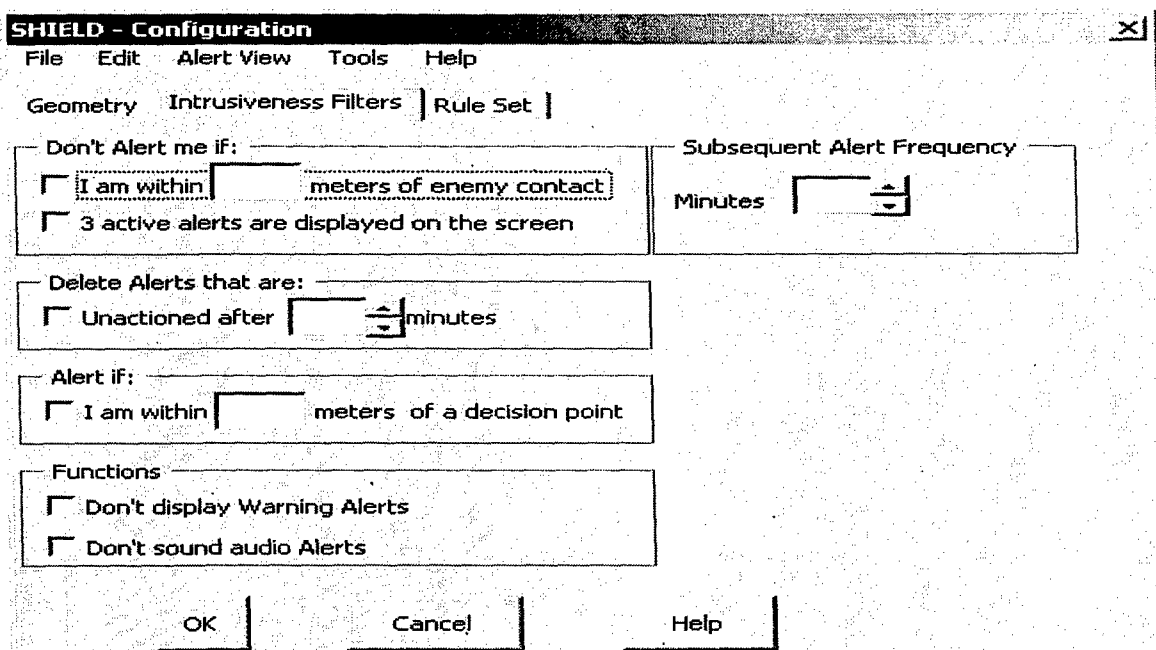 SHIELD - Configuration
File Edit Alert View Tools Help
Geometry Intrusiveness Filters Rule Set
Don't Alert me if:
I am within meters of enemy contact
3 active alerts are displayed on the screen
Subsequent Alert Frequency
Minutes
Delete Alerts that are:
Unactioned after minutes
Alert if:
I am within meters of a decision point
Functions
Don't display Warning Alerts
Don't sound audio Alerts
OK Cancel Help